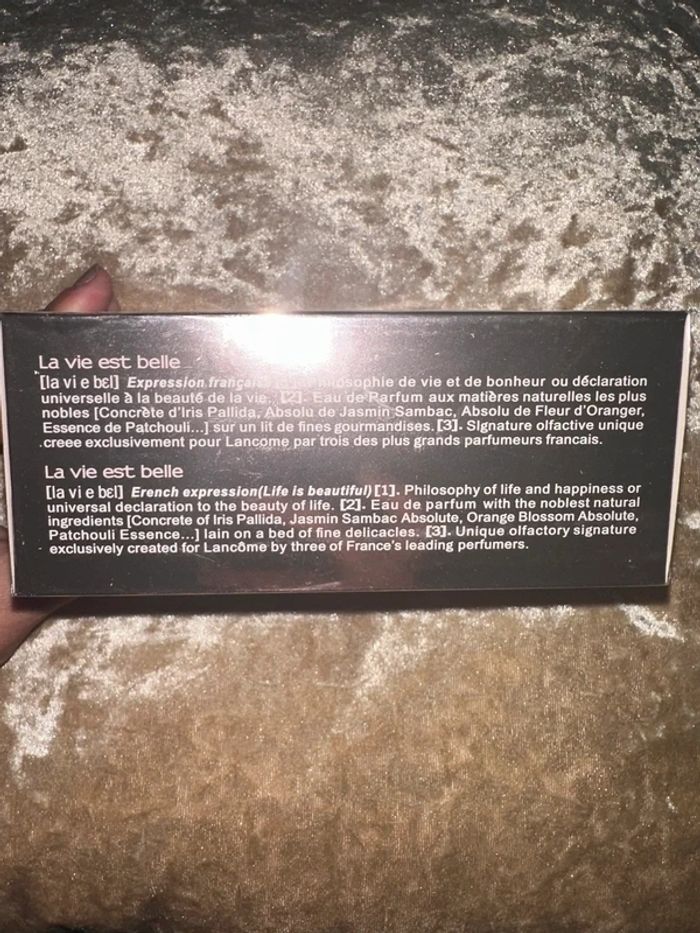 La vie est belle
[la vi e bɛl] Expression françai sophie de vie et de bonheur ou déclaration
universelle à la beauté de la vie. [2]. Eau de Parfum aux matières naturelles les plus
nobles [Concrète d'Iris Pallida, Absolu de Jasmin Sambac, Absolu de Fleur d'Oranger,
Essence de Patchouli...] sur un lit de fines gourmandises. [3]. Signature olfactive unique
.creee exclusivement pour Lancome par trois des plus grands parfumeurs francais.
La vie est belle
[la vi e bɛl] Erench expression(Life is beautiful) [1]. Philosophy of life and happiness or
universal declaration to the beauty of life. [2]. Eau de parfum with the noblest natural
ingredients [Concrete of Iris Pallida, Jasmin Sambac Absolute, Orange Blossom Absolute,
Patchouli Essence...] lain on a bed of fine delicacies. [3]. Unique olfactory signature
exclusively created for Lancôme by three of France's leading perfumers.